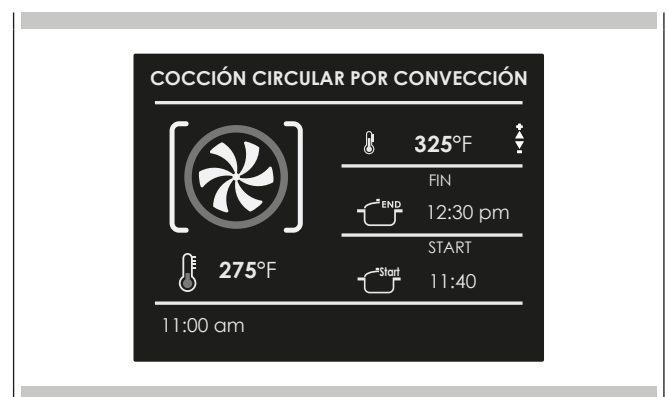 COCCIÓN CIRCULAR POR CONVECCIÓN
325°F
FIN
END
12:30 pm
START
Start
11:40
275°F
11:00 am